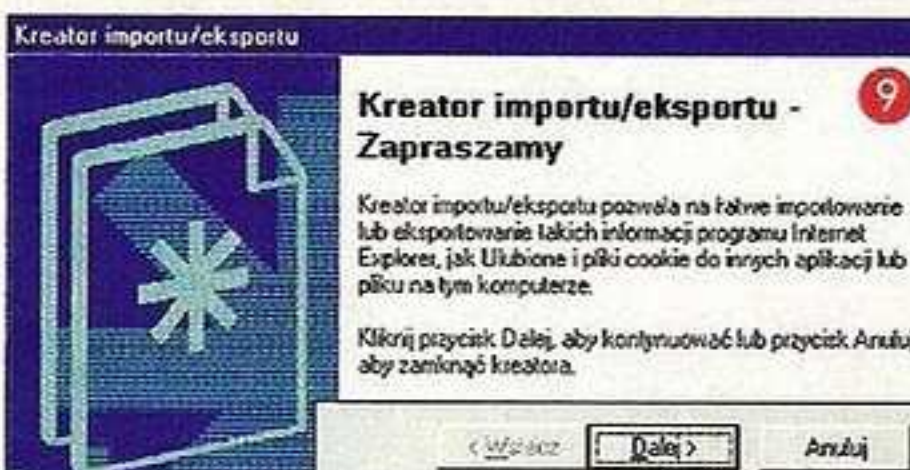 Kreator importu/eksportu
Kreator importu/eksportu -
9
Zapraszamy
Kreator importu/eksportu pozwala na łatwe importowanie
lub eksportowanie takich informacji programu Internet
Explorer, jak Ulubione i pliki cookie do innych aplikacji lub
pliku na tym komputerze.
Kliknij przycisk Dalej, aby kontynuować lub przycisk Anuluj
aby zamknąć kreatora.
< Wstecz Dalej > Anuluj